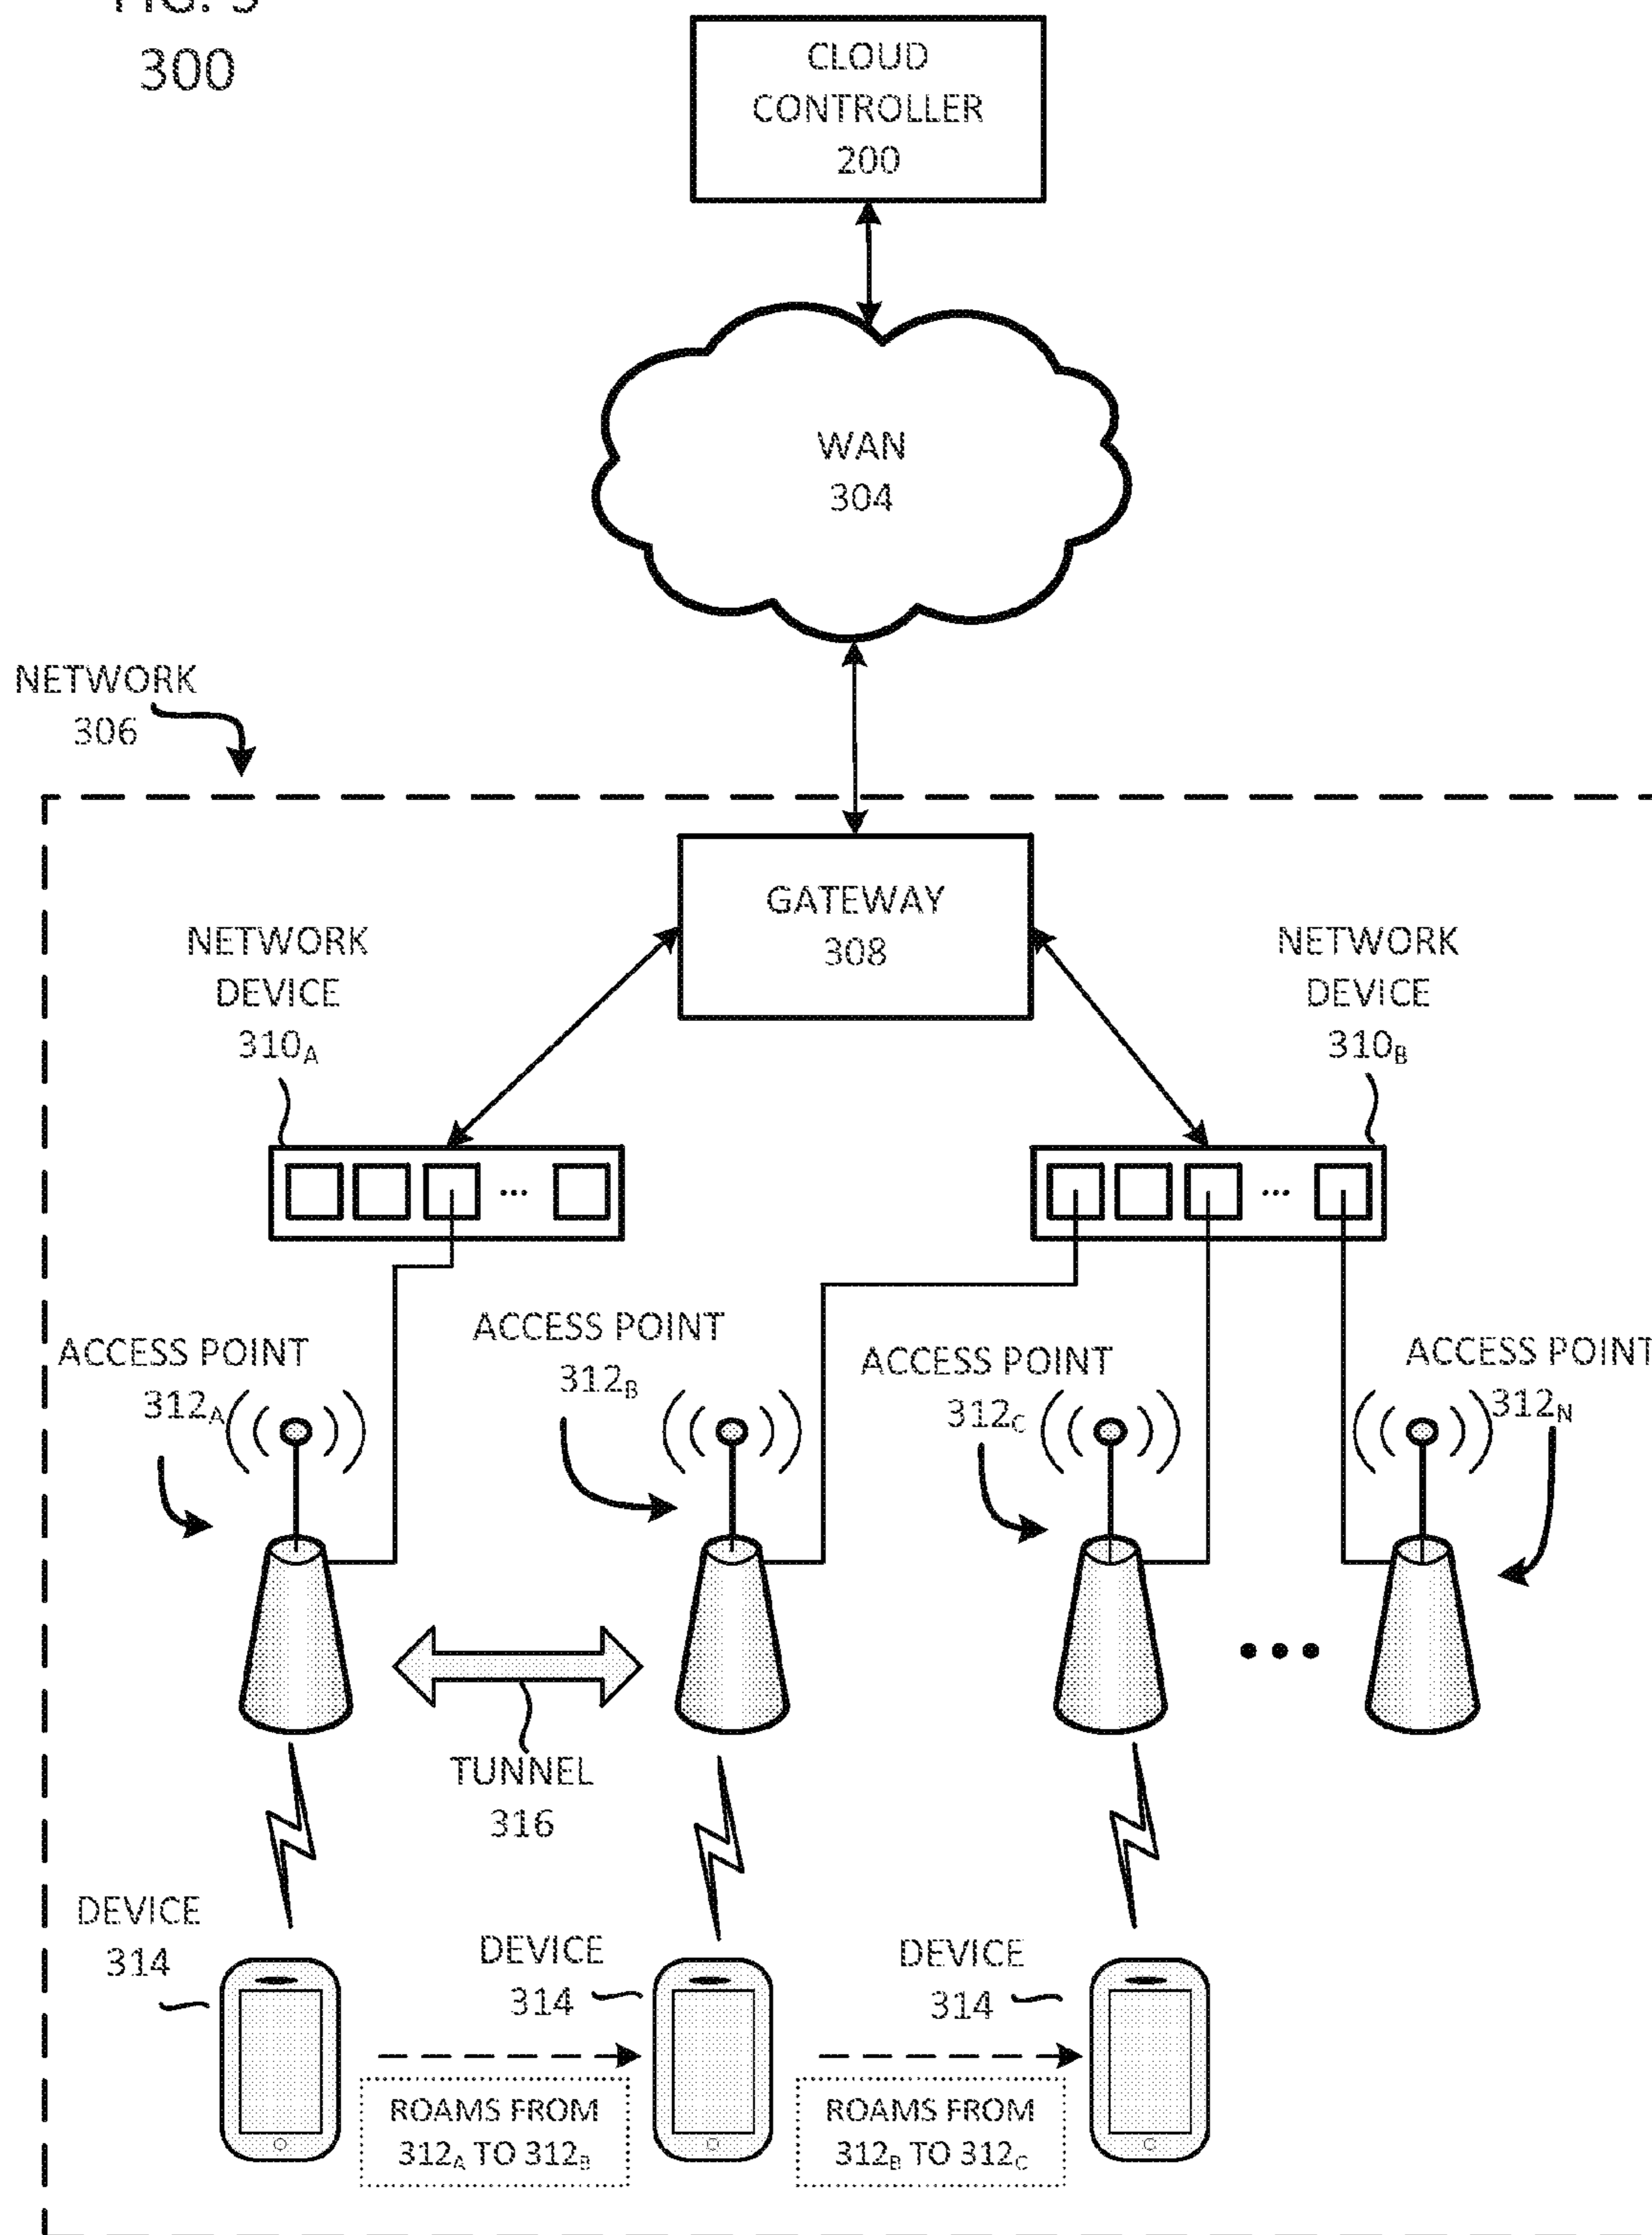 FIG. 3
300
CLOUD
CONTROLLER
200
WAN
304
NETWORK
306
GATEWAY
308
NETWORK
DEVICE
310A
NETWORK
DEVICE
310B
...
...
ACCESS POINT
312A
ACCESS POINT
312B
ACCESS POINT
312C
ACCESS POINT
312N
TUNNEL
316
DEVICE
314
DEVICE
314
DEVICE
314
ROAMS FROM
312A TO 312B
ROAMS FROM
312B TO 312C